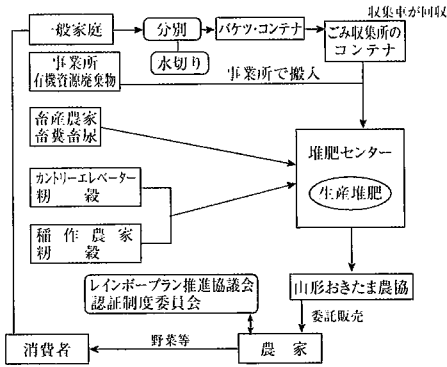 収集車が回収
一般家庭
分別
バケツ・コンテナ
ごみ収集所の
コンテナ
水切り
事業所
有機資源廃棄物
事業所で搬入
畜産農家
畜糞畜尿
堆肥センター
カントリーエレベーター
籾　殻
生産堆肥
稲作農家
籾　殻
レインボープラン推進協議会
認証制度委員会
山形おきたま農協
委託販売
消費者
野菜等
農　家